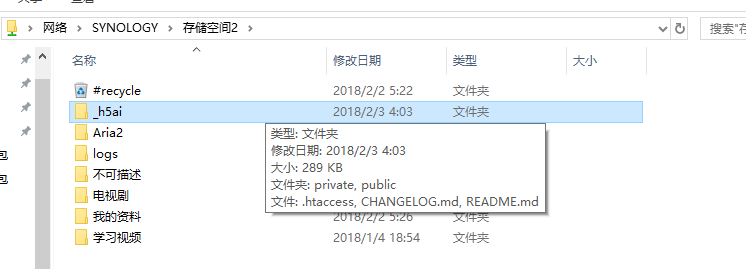 网络 > SYNOLOGY > 存储空间2 >
搜索"存
名称 修改日期 类型 大小
#recycle 2018/2/2 5:22 文件夹
_h5ai 2018/2/3 4:03 文件夹
Aria2
logs
不可描述
电视剧
我的资料 2018/2/2 5:26 文件夹
学习视频 2018/1/4 18:54 文件夹
类型: 文件夹
修改日期: 2018/2/3 4:03
大小: 289 KB
文件夹: private, public
文件: .htaccess, CHANGELOG.md, README.md
包
包